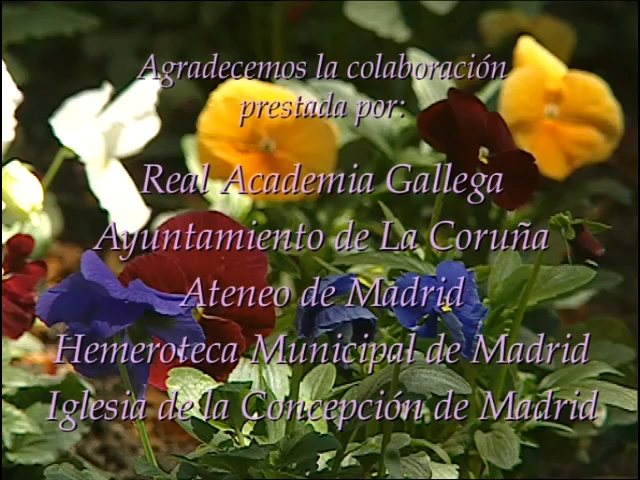 Agradecemos la colaboración
prestada por:
Real Academia Gallega
Ayuntamiento de La Coruña
Ateneo de Madrid
Hemeroteca Municipal de Madrid
Iglesia de la Concepción de Madrid